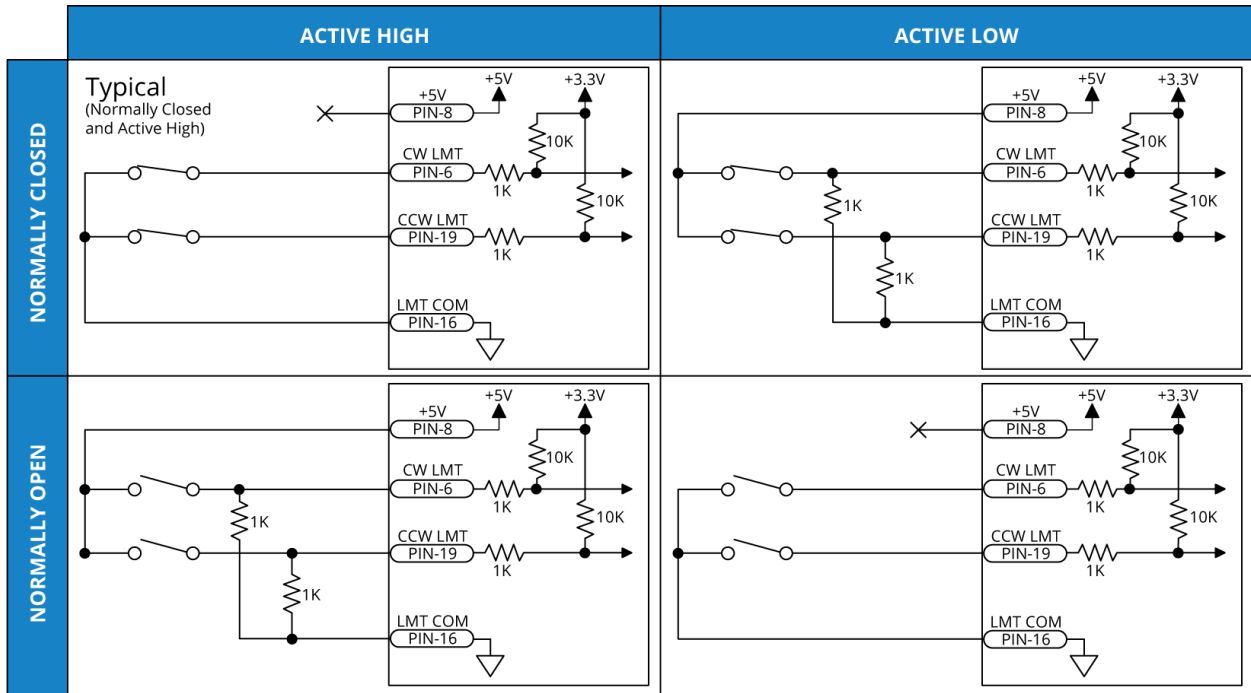 ACTIVE HIGH
ACTIVE LOW
NORMALLY CLOSED
Typical
(Normally Closed
and Active High)
+5V
+3.3V
+5V
PIN-8
10K
CW LMT
PIN-6
1K
10K
CCW LMT
PIN-19
1K
LMT COM
PIN-16
+5V
+3.3V
+5V
PIN-8
10K
CW LMT
PIN-6
1K
1K
10K
CCW LMT
PIN-19
1K
1K
LMT COM
PIN-16
NORMALLY OPEN
+5V
+3.3V
+5V
PIN-8
10K
CW LMT
PIN-6
1K
1K
10K
CCW LMT
PIN-19
1K
1K
LMT COM
PIN-16
+5V
+3.3V
+5V
PIN-8
10K
CW LMT
PIN-6
1K
10K
CCW LMT
PIN-19
1K
LMT COM
PIN-16